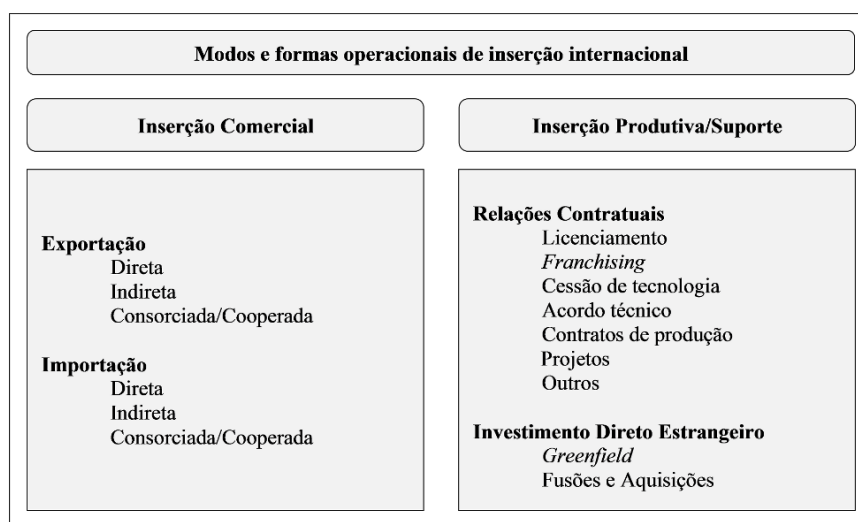 Modos e formas operacionais de inserção internacional
Inserção Comercial
Inserção Produtiva/Suporte
Exportação
Direta
Indireta
Consorciada/Cooperada
Importação
Direta
Indireta
Consorciada/Cooperada
Relações Contratuais
Licenciamento
Franchising
Cessão de tecnologia
Acordo técnico
Contratos de produção
Projetos
Outros
Investimento Direto Estrangeiro
Greenfield
Fusões e Aquisições